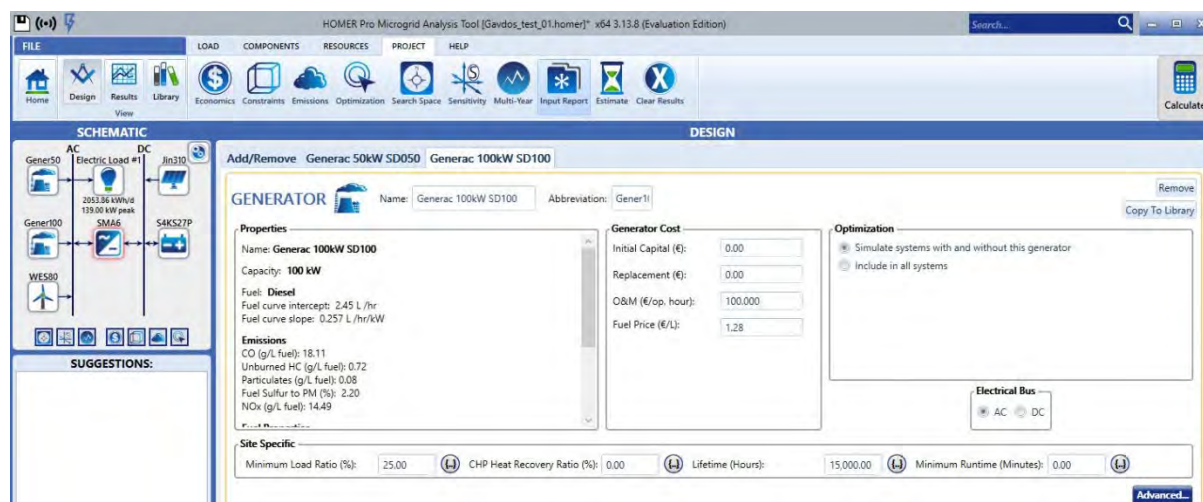 HOMER Pro Microgrid Analysis Tool [Gavdos_test_01.homer]* x64 3.13.8 (Evaluation Edition)
Search...
FILE
LOAD COMPONENTS RESOURCES PROJECT HELP
Home Design Results Library Economics Constraints Emissions Optimization Search Space Sensitivity Multi-Year Input Report Estimate Clear Results
View
Calculate
SCHEMATIC
AC DC
Gener50 Electric Load #1 Jin310
2053.86 kWh/d
139.00 kW peak
Gener100 SMA6 S4KS27P
WES80
SUGGESTIONS:
DESIGN
Add/Remove Generac 50kW SD050 Generac 100kW SD100
GENERATOR Name: Generac 100kW SD100 Abbreviation: Gener10
Remove
Copy To Library
Properties
Name: Generac 100kW SD100
Capacity: 100 kW
Fuel: Diesel
Fuel curve intercept: 2.45 L /hr
Fuel curve slope: 0.257 L /hr/kW
Emissions
CO (g/L fuel): 18.11
Unburned HC (g/L fuel): 0.72
Particulates (g/L fuel): 0.08
Fuel Sulfur to PM (%): 2.20
NOx (g/L fuel): 14.49
Generator Cost
Initial Capital (€): 0.00
Replacement (€): 0.00
O&M (€/op. hour): 100.000
Fuel Price (€/L): 1.28
Optimization
Simulate systems with and without this generator
Include in all systems
Electrical Bus
AC DC
Site Specific
Minimum Load Ratio (%): 25.00 CHP Heat Recovery Ratio (%): 0.00 Lifetime (Hours): 15,000.00 Minimum Runtime (Minutes): 0.00
Advanced...